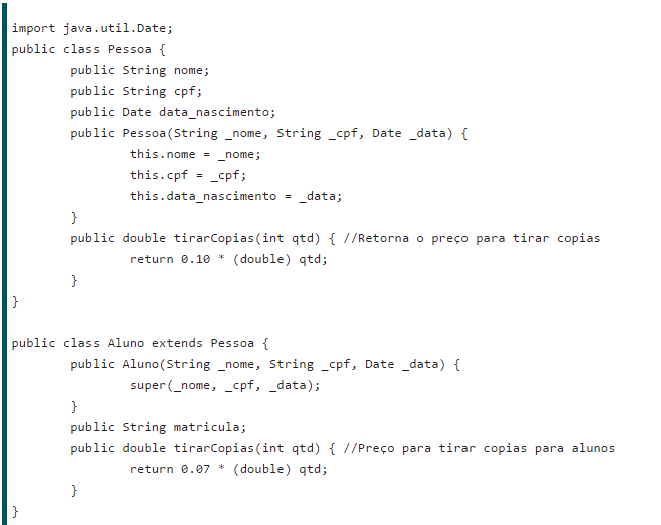 import java.util.Date;
public class Pessoa {
public String nome;
public String cpf;
public Date data_nascimento;
public Pessoa(String _nome, String _cpf, Date _data) {
this.nome = _nome;
this.cpf = _cpf;
this.data_nascimento = _data;
}
public double tirarCopias(int qtd) { //Retorna o preço para tirar copias
return 0.10 * (double) qtd;
}
}
public class Aluno extends Pessoa {
public Aluno(String _nome, String _cpf, Date _data) {
super(_nome, _cpf, _data);
}
public String matricula;
public double tirarCopias(int qtd) { //Preço para tirar copias para alunos
return 0.07 * (double) qtd;
}
}